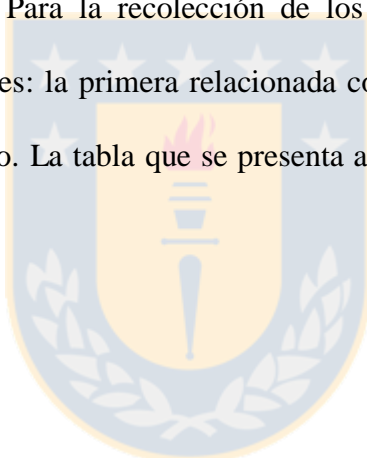 Para la recolección de los
es: la primera relacionada co
o. La tabla que se presenta a